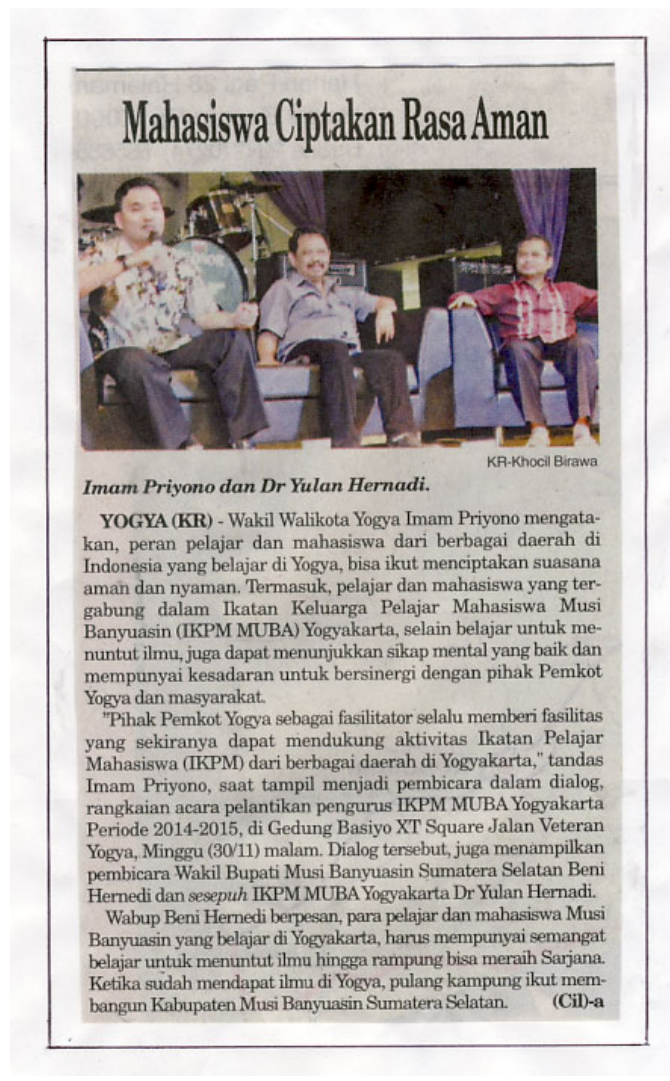 Mahasiswa Ciptakan Rasa Aman
KR-Khocil Birawa
Imam Priyono dan Dr Yulan Hernadi.
YOGYA (KR) - Wakil Walikota Yogya Imam Priyono mengata-
kan, peran pelajar dan mahasiswa dari berbagai daerah di
Indonesia yang belajar di Yogya, bisa ikut menciptakan suasana
aman dan nyaman. Termasuk, pelajar dan mahasiswa yang ter-
gabung dalam Ikatan Keluarga Pelajar Mahasiswa Musi
Banyuasin (IKPM MUBA) Yogyakarta, selain belajar untuk me-
nuntut ilmu, juga dapat menunjukkan sikap mental yang baik dan
mempunyai kesadaran untuk bersinergi dengan pihak Pemkot
Yogya dan masyarakat.
"Pihak Pemkot Yogya sebagai fasilitator selalu memberi fasilitas
yang sekiranya dapat mendukung aktivitas Ikatan Pelajar
Mahasiswa (IKPM) dari berbagai daerah di Yogyakarta," tandas
Imam Priyono, saat tampil menjadi pembicara dalam dialog,
rangkaian acara pelantikan pengurus IKPM MUBA Yogyakarta
Periode 2014-2015, di Gedung Basiyo XT Square Jalan Veteran
Yogya, Minggu (30/11) malam. Dialog tersebut, juga menampilkan
pembicara Wakil Bupati Musi Banyuasin Sumatera Selatan Beni
Hernedi dan sesepuh IKPM MUBA Yogyakarta Dr Yulan Hernadi.
Wabup Beni Hernedi berpesan, para pelajar dan mahasiswa Musi
Banyuasin yang belajar di Yogyakarta, harus mempunyai semangat
belajar untuk menuntut ilmu hingga rampung bisa meraih Sarjana.
Ketika sudah mendapat ilmu di Yogya, pulang kampung ikut mem-
bangun Kabupaten Musi Banyuasin Sumatera Selatan. (Cil)-a